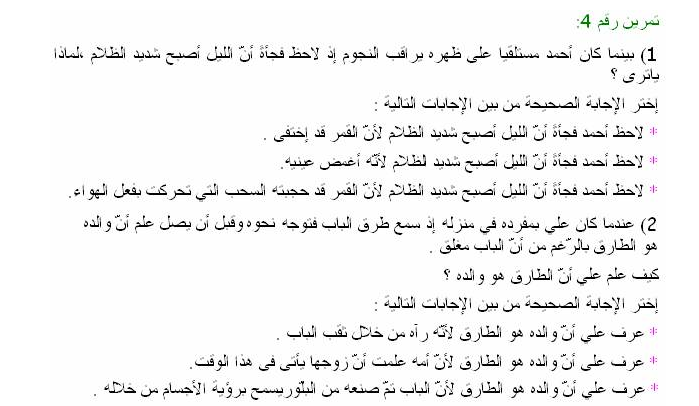 تمرين رقم 4:
1) بينما كان أحمد مستلقيا على ظهره يراقب النجوم إذ لاحظ فجأة أنّ الليل أصبح شديد الظلام ،لماذا
ياترى ؟
إختر الإجابة الصحيحة من بين الإجابات التالية :
* لاحظ أحمد فجأة أنّ الليل أصبح شديد الظلام لأنّ القمر قد إختفى .
* لاحظ أحمد فجأة أنّ الليل أصبح شديد الظلام لأنّه أغمض عينيه.
* لاحظ أحمد فجأة أنّ الليل أصبح شديد الظلام لأنّ القمر قد حجبته السحب التي تحركت بفعل الهواء.
2) عندما كان علي بمفرده في منزله إذ سمع طرق الباب فتوجه نحوه وقبل أن يصل علم أنّ والده
هو الطارق بالرّغم من أنّ الباب مغلق .
كيف علم علي أنّ الطارق هو والده ؟
إختر الإجابة الصحيحة من بين الإجابات التالية :
* عرف علي أنّ والده هو الطارق لأنّه رآه من خلال ثقب الباب .
* عرف علي أنّ والده هو الطارق لأنّ أمه علمت أنّ زوجها يأتى فى هذا الوقت.
* عرف علي أنّ والده هو الطارق لأنّ الباب تمّ صنعه من البلّوريسمح برؤية الأجسام من خلاله .